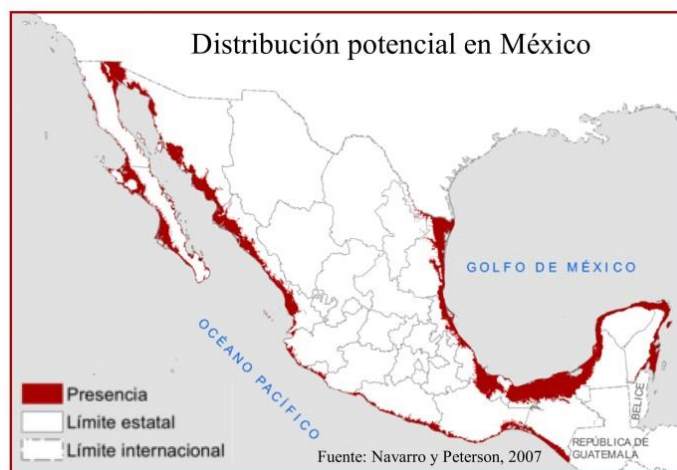 Distribución potencial en México
GOLFO DE MÉXICO
OCÉANO PACÍFICO
Presencia
Límite estatal
Límite internacional
BELICE
REPÚBLICA DE
GUATEMALA
Fuente: Navarro y Peterson, 2007